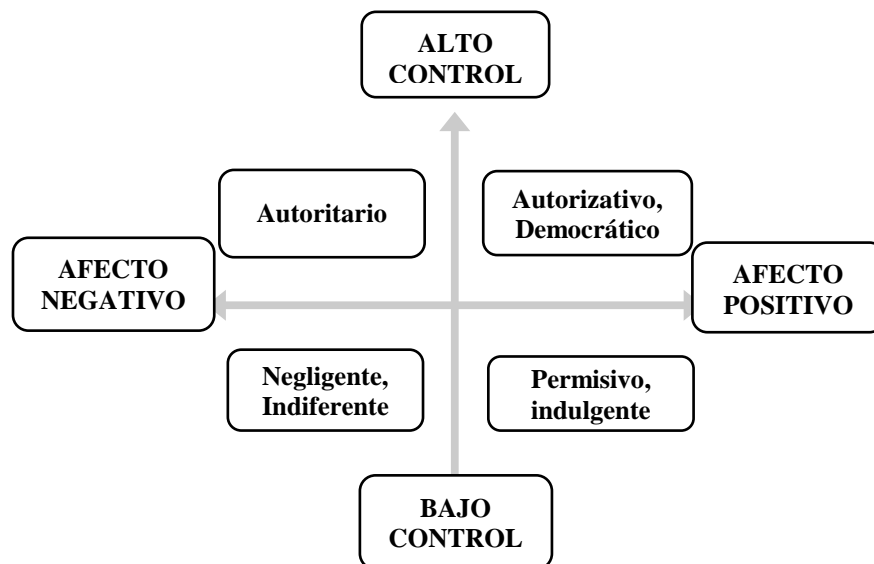 ALTO
CONTROL
Autoritario
Autorizativo,
Democrático
AFECTO
NEGATIVO
AFECTO
POSITIVO
Negligente,
Indiferente
Permisivo,
indulgente
BAJO
CONTROL